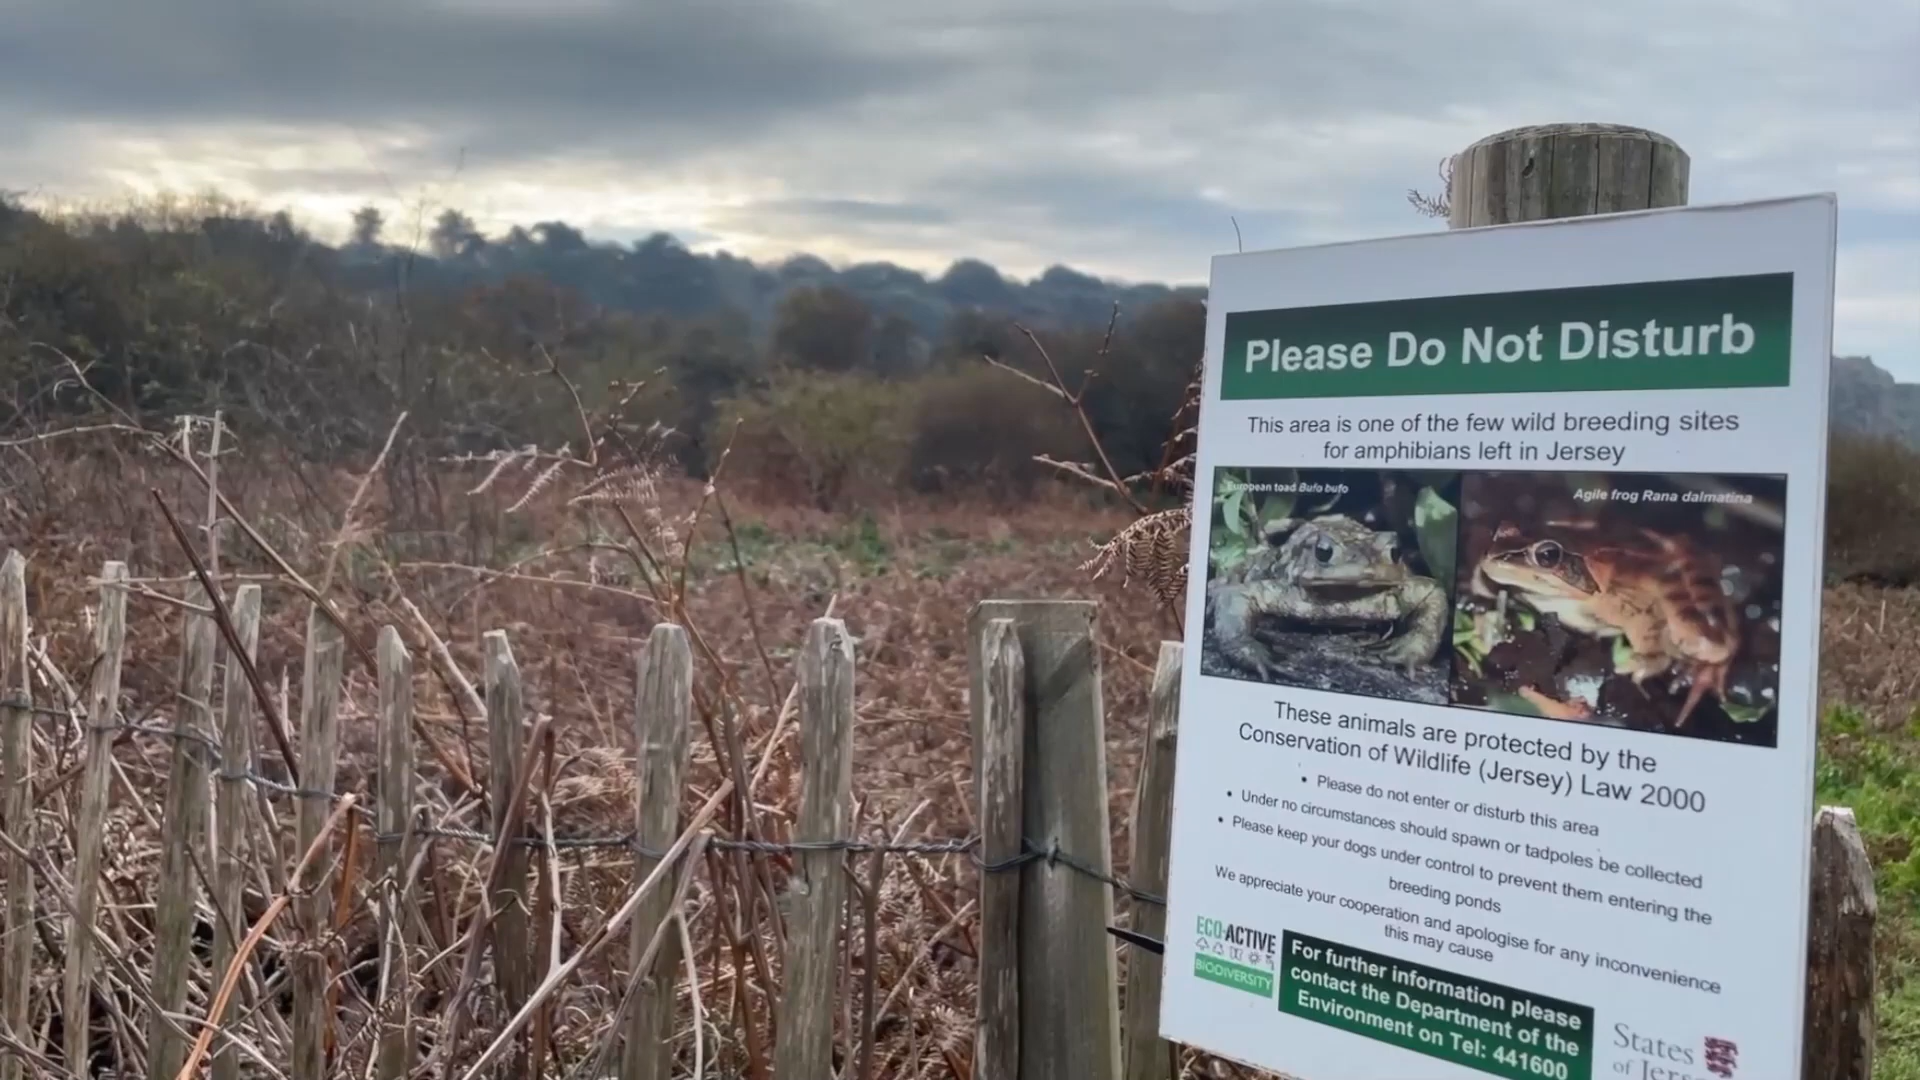 Please Do Not Disturb
This area is one of the few wild breeding sites
for amphibians left in Jersey
European toad Bufo bufo
Agile frog Rana dalmatina
These animals are protected by the
Conservation of Wildlife (Jersey) Law 2000
• Please do not enter or disturb this area
• Under no circumstances should spawn or tadpoles be collected
• Please keep your dogs under control to prevent them entering the
breeding ponds
We appreciate your cooperation and apologise for any inconvenience
this may cause
ECO-ACTIVE
BIODIVERSITY
For further information please
contact the Department of the
Environment on Tel: 441600
States
of